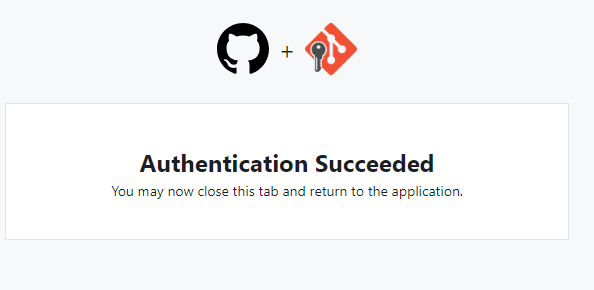 +
Authentication Succeeded
You may now close this tab and return to the application.